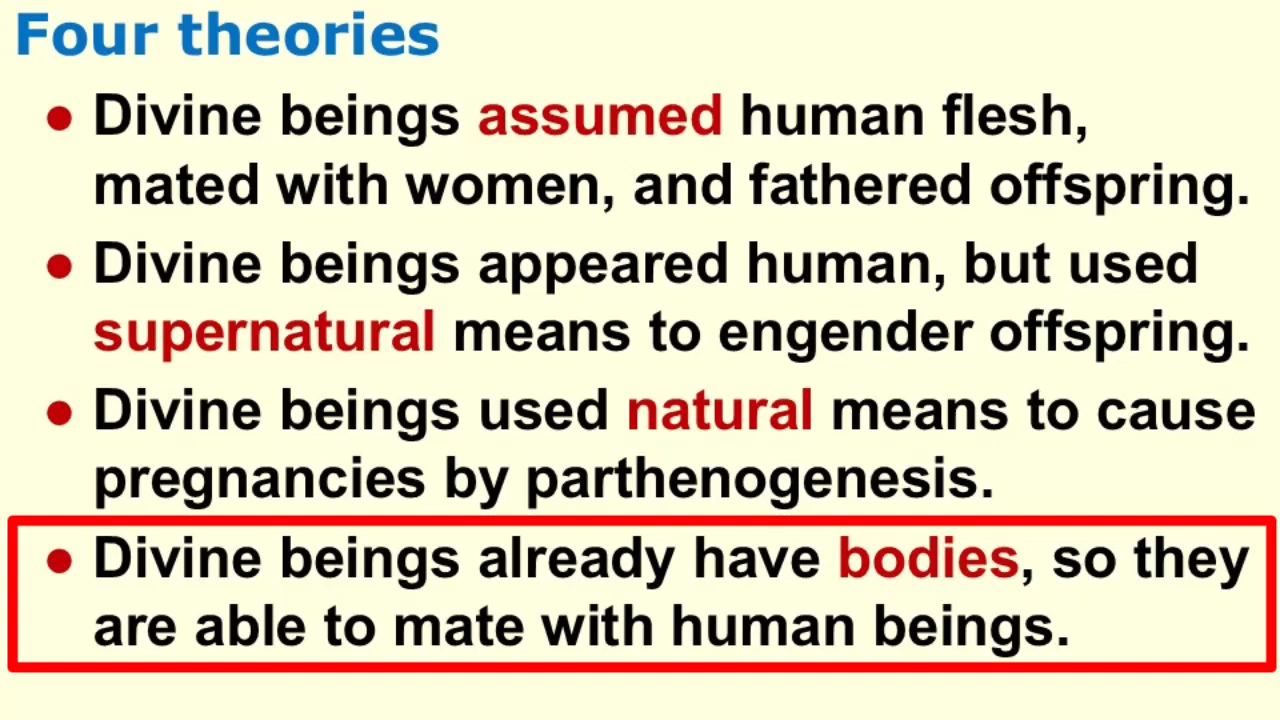 Four theories
● Divine beings assumed human flesh,
mated with women, and fathered offspring.
● Divine beings appeared human, but used
supernatural means to engender offspring.
● Divine beings used natural means to cause
pregnancies by parthenogenesis.
● Divine beings already have bodies, so they
are able to mate with human beings.